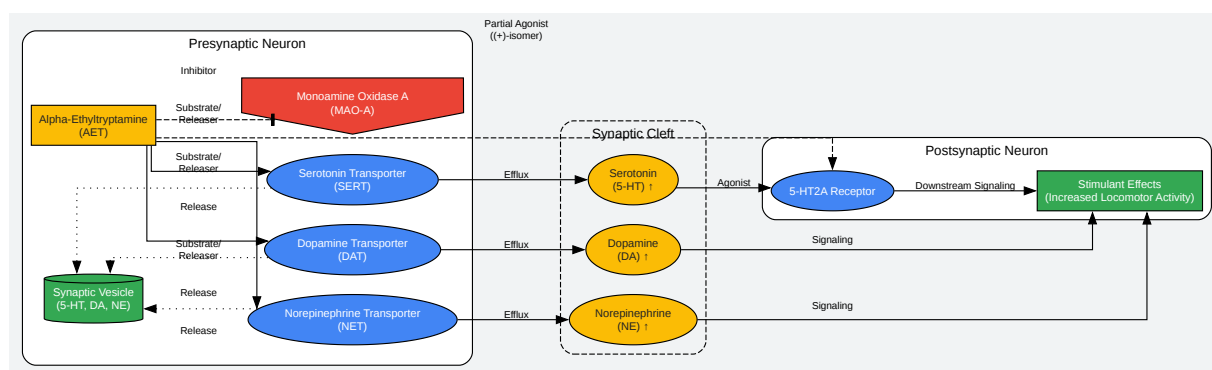 Partial Agonist
((+)-isomer)
Presynaptic Neuron
Inhibitor
Monoamine Oxidase A
(MAO-A)
Substrate/
Releaser
Alpha-Ethyltryptamine
(AET)
Synaptic Cleft
Postsynaptic Neuron
Substrate/
Releaser
Serotonin Transporter
(SERT)
Efflux
Serotonin
(5-HT) ↑
Agonist
5-HT2A Receptor
Downstream Signaling
Stimulant Effects
(Increased Locomotor Activity)
Release
Substrate/
Releaser
Dopamine Transporter
(DAT)
Efflux
Dopamine
(DA) ↑
Signaling
Synaptic Vesicle
(5-HT, DA, NE)
Release
Norepinephrine Transporter
(NET)
Efflux
Norepinephrine
(NE) ↑
Signaling
Release